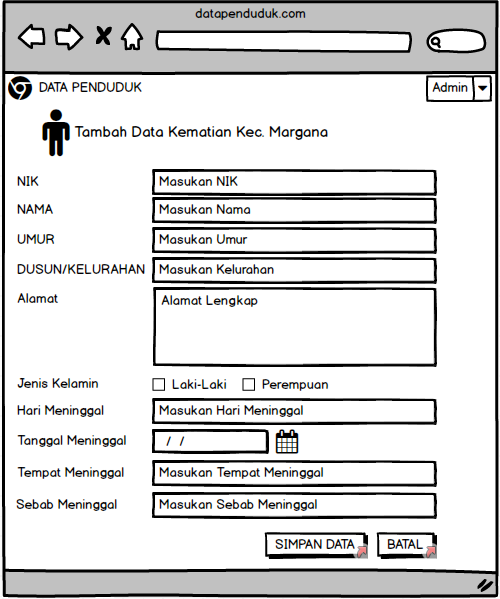 datapenduduk.com
DATA PENDUDUK
Admin
Tambah Data Kematian Kec. Margana
NIK
Masukan NIK
NAMA
Masukan Nama
UMUR
Masukan Umur
DUSUN/KELURAHAN
Masukan Kelurahan
Alamat
Alamat Lengkap
Jenis Kelamin
Laki-Laki
Perempuan
Hari Meninggal
Masukan Hari Meninggal
Tanggal Meninggal
/ /
Tempat Meninggal
Masukan Tempat Meninggal
Sebab Meninggal
Masukan Sebab Meninggal
SIMPAN DATA
BATAL